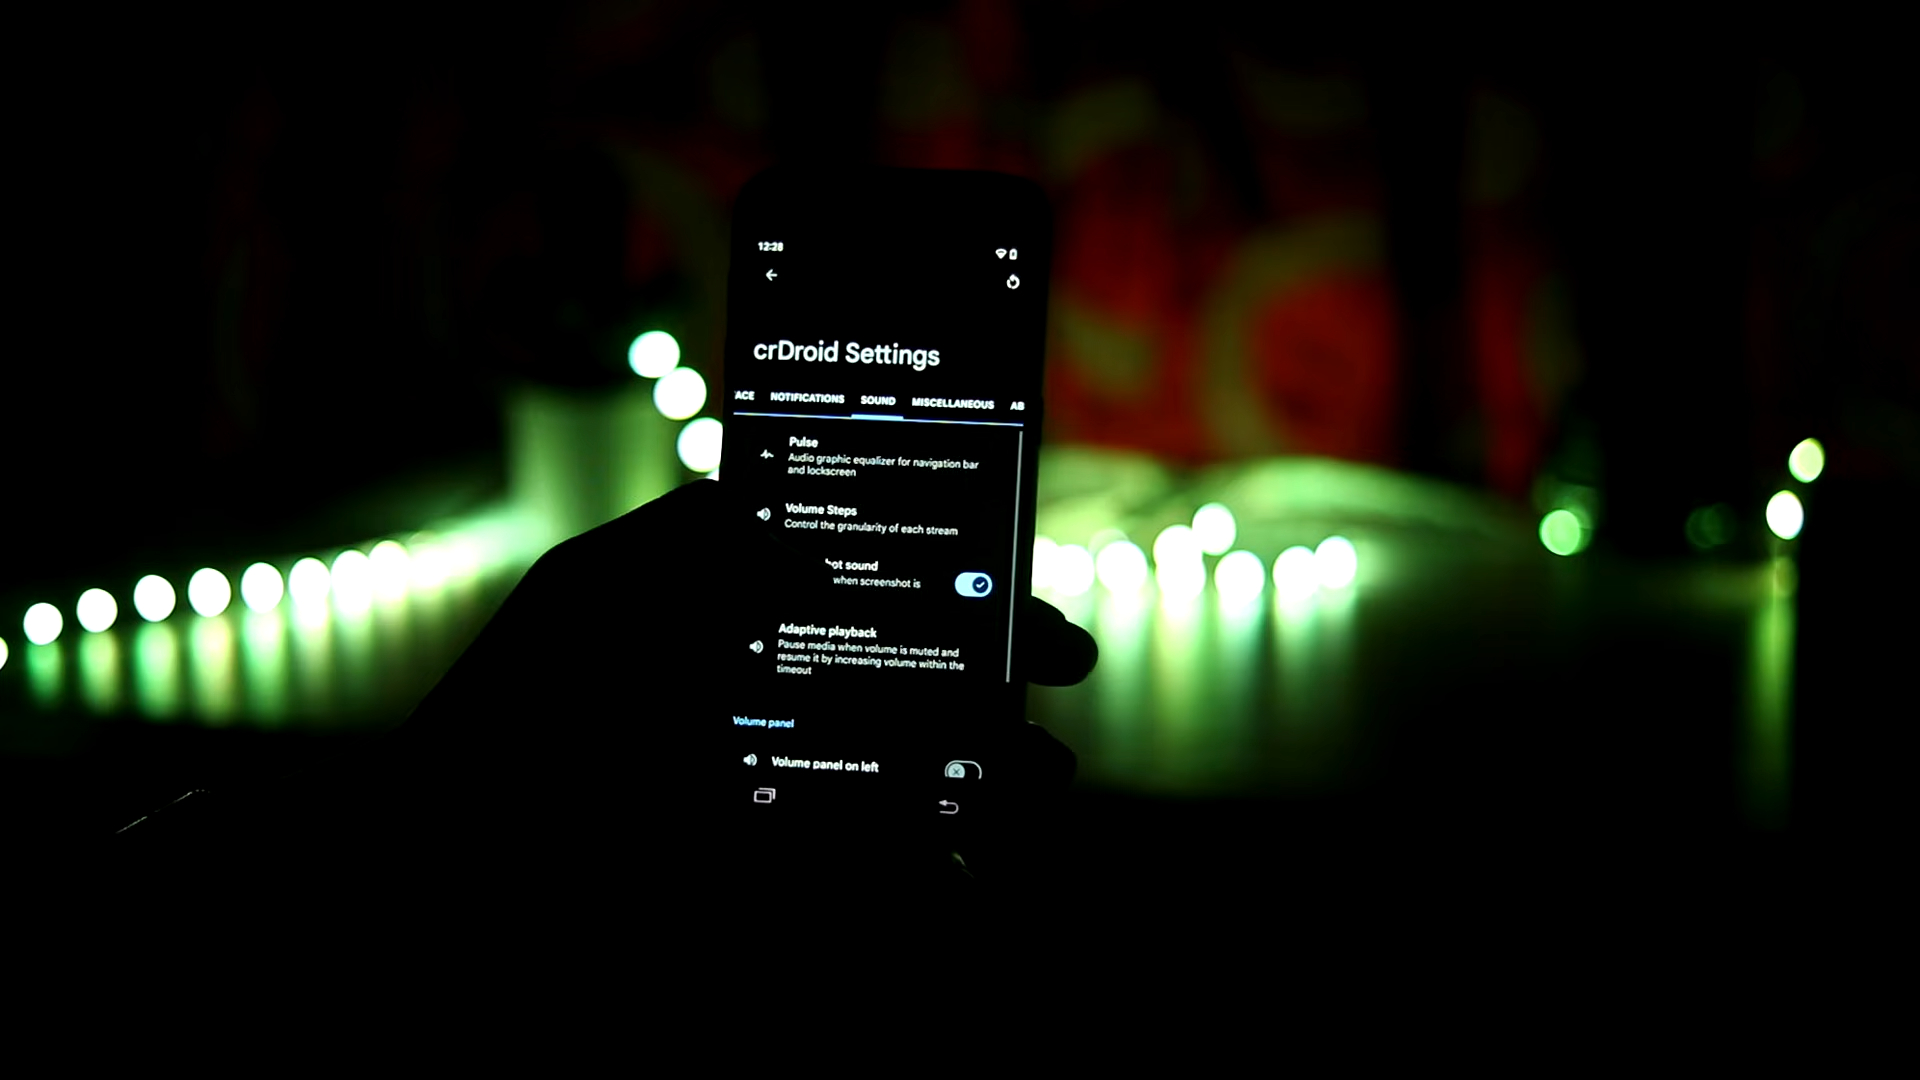 12:28
crDroid Settings
ACE NOTIFICATIONS SOUND MISCELLANEOUS AB
Pulse
Audio graphic equalizer for navigation bar
and lockscreen
Volume Steps
Control the granularity of each stream
hot sound
when screenshot is
Adaptive playback
Pause media when volume is muted and
resume it by increasing volume within the
timeout
Volume panel
Volume panel on left